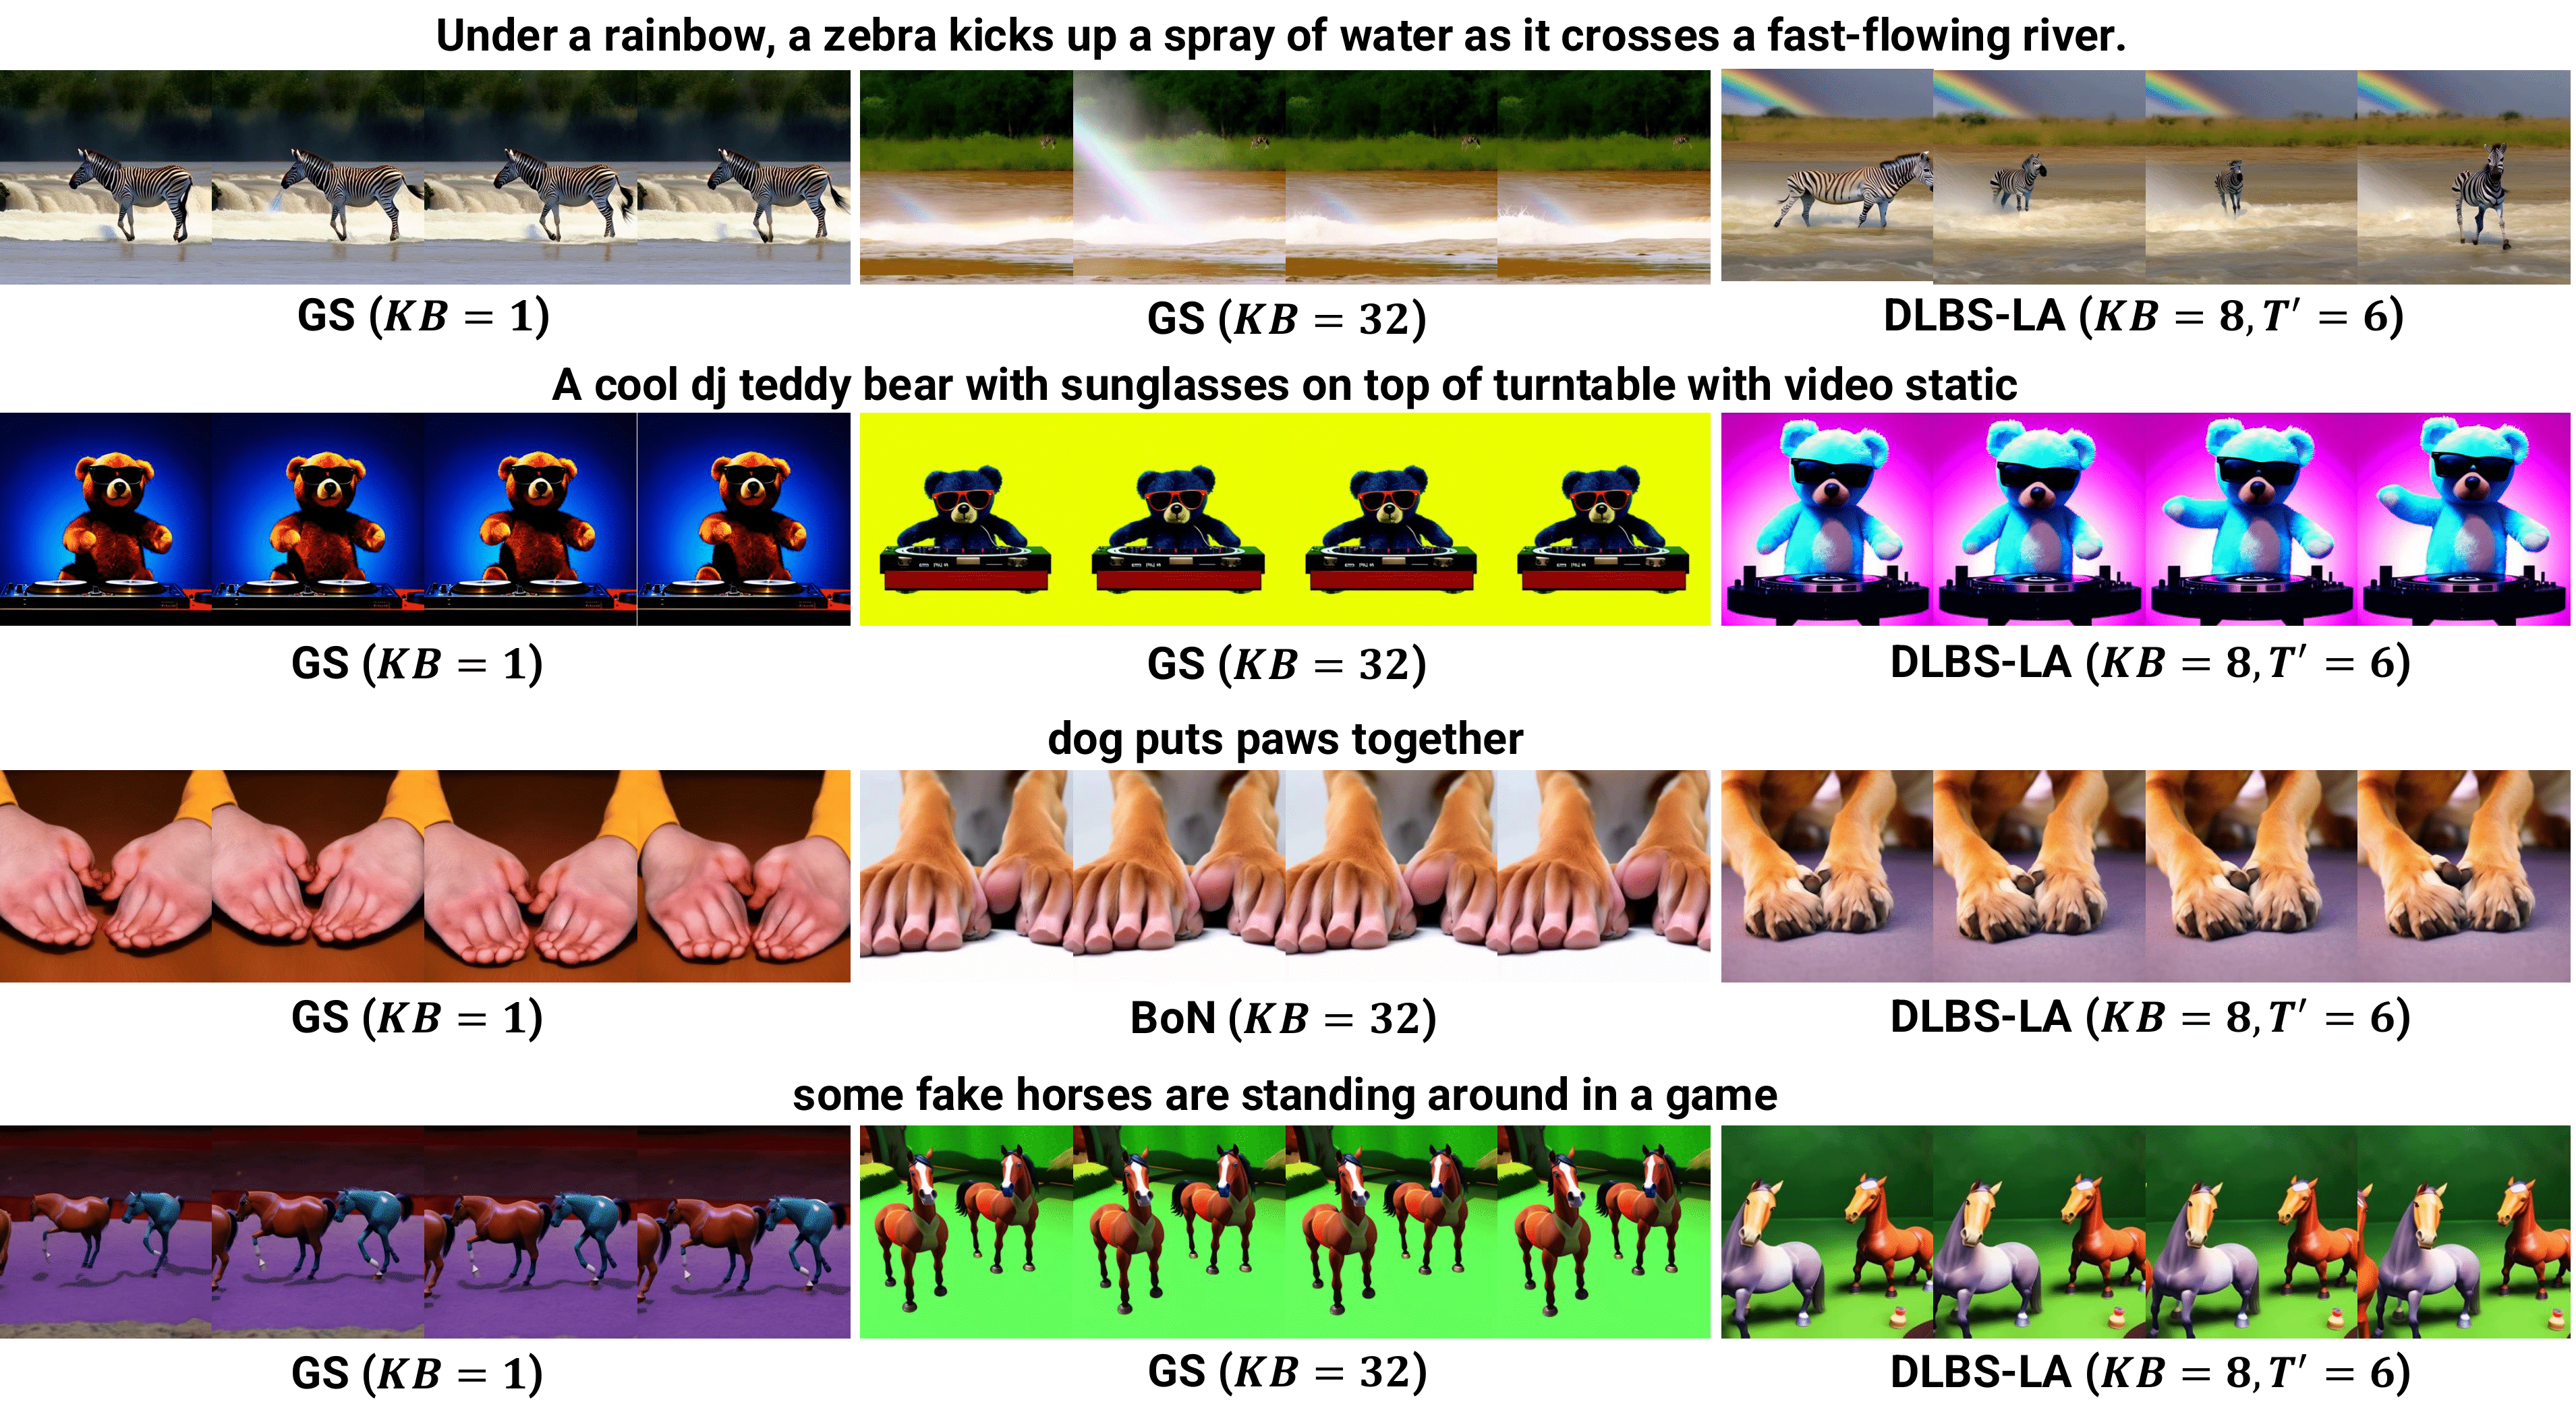 Under a rainbow, a zebra kicks up a spray of water as it crosses a fast-flowing river.
GS (KB = 1)
GS (KB = 32)
DLBS-LA (KB = 8, T′ = 6)
A cool dj teddy bear with sunglasses on top of turntable with video static
GS (KB = 1)
GS (KB = 32)
DLBS-LA (KB = 8, T′ = 6)
dog puts paws together
GS (KB = 1)
BoN (KB = 32)
DLBS-LA (KB = 8, T′ = 6)
some fake horses are standing around in a game
GS (KB = 1)
GS (KB = 32)
DLBS-LA (KB = 8, T′ = 6)